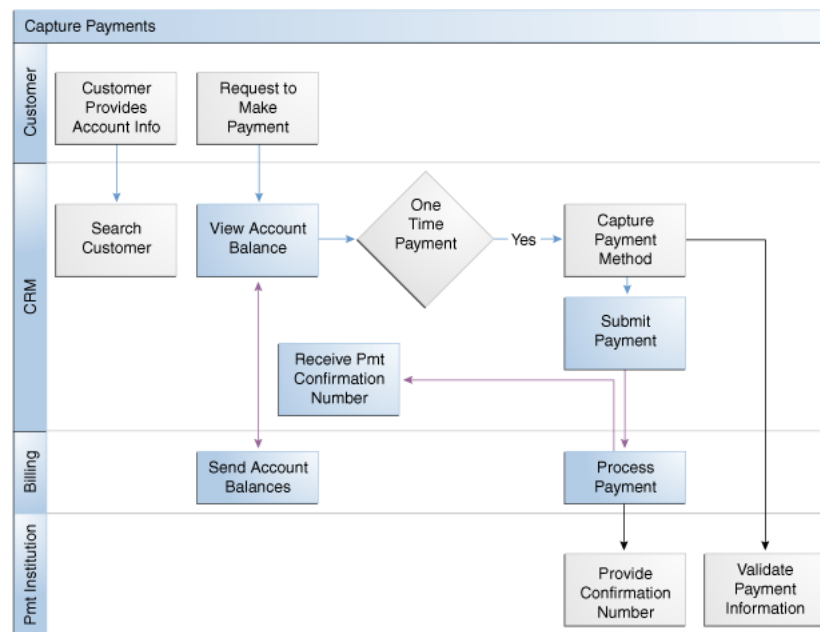 Capture Payments
Customer
Customer
Provides
Account Info
Request to
Make
Payment
CRM
Search
Customer
View Account
Balance
One
Time
Payment
Yes
Capture
Payment
Method
Submit
Payment
Receive Pmt
Confirmation
Number
Billing
Send Account
Balances
Process
Payment
Pmt Institution
Provide
Confirmation
Number
Validate
Payment
Information